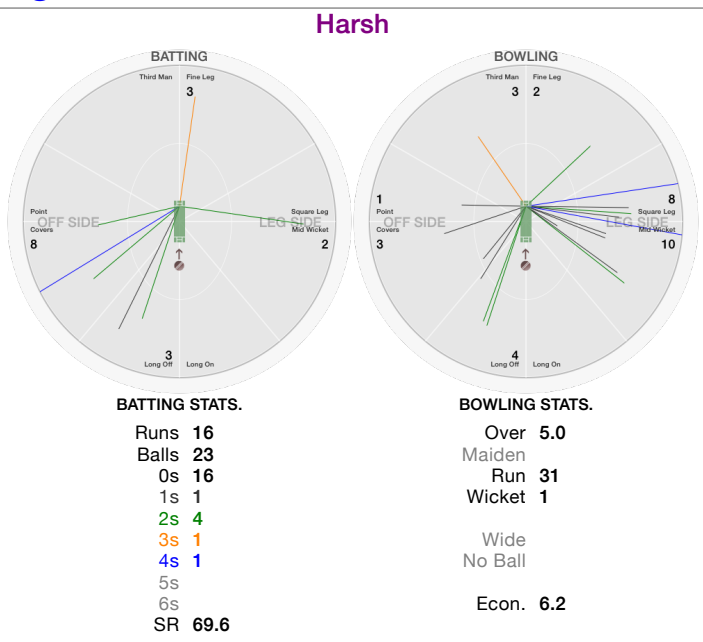 Harsh
BATTING
Third Man Fine Leg
3
Point
OFF SIDE
Covers
8
Square Leg
LEG SIDE
Mid Wicket
2
3
Long Off Long On
BATTING STATS.
Runs 16
Balls 23
0s 16
1s 1
2s 4
3s 1
4s 1
5s
6s
SR 69.6
BOWLING
Third Man Fine Leg
3 2
1
Point
OFF SIDE
Covers
3
8
Square Leg
LEG SIDE
Mid Wicket
10
4
Long Off Long On
BOWLING STATS.
Over 5.0
Maiden
Run 31
Wicket 1
Wide
No Ball
Econ. 6.2